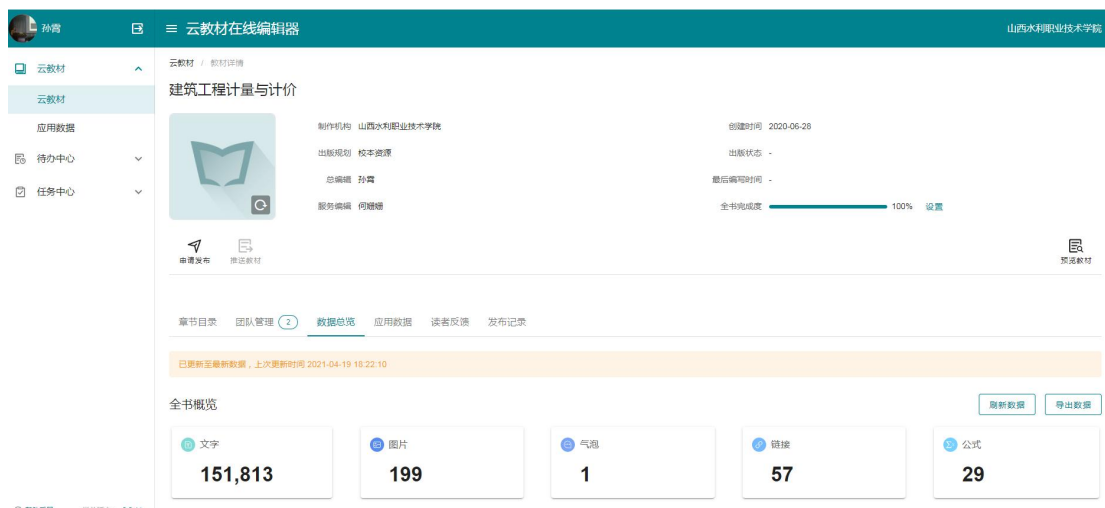 孙霄
云教材在线编辑器
山西水利职业技术学院
云教材
云教材
应用数据
待办中心
任务中心
云教材 / 教材详情
建筑工程计量与计价
制作机构 山西水利职业技术学院
创建时间 2020-06-28
出版规划 校本资源
出版状态 -
总编辑 孙霄
最后编写时间 -
服务编辑 何姗姗
全书完成度 100% 设置
申请发布
推送教材
预览教材
章节目录 团队管理 2 数据总览 应用数据 读者反馈 发布记录
已更新至最新数据,上次更新时间 2021-04-19 18:22:10
全书概览
刷新数据 导出数据
文字 图片 气泡 链接 公式
151,813 199 1 57 29